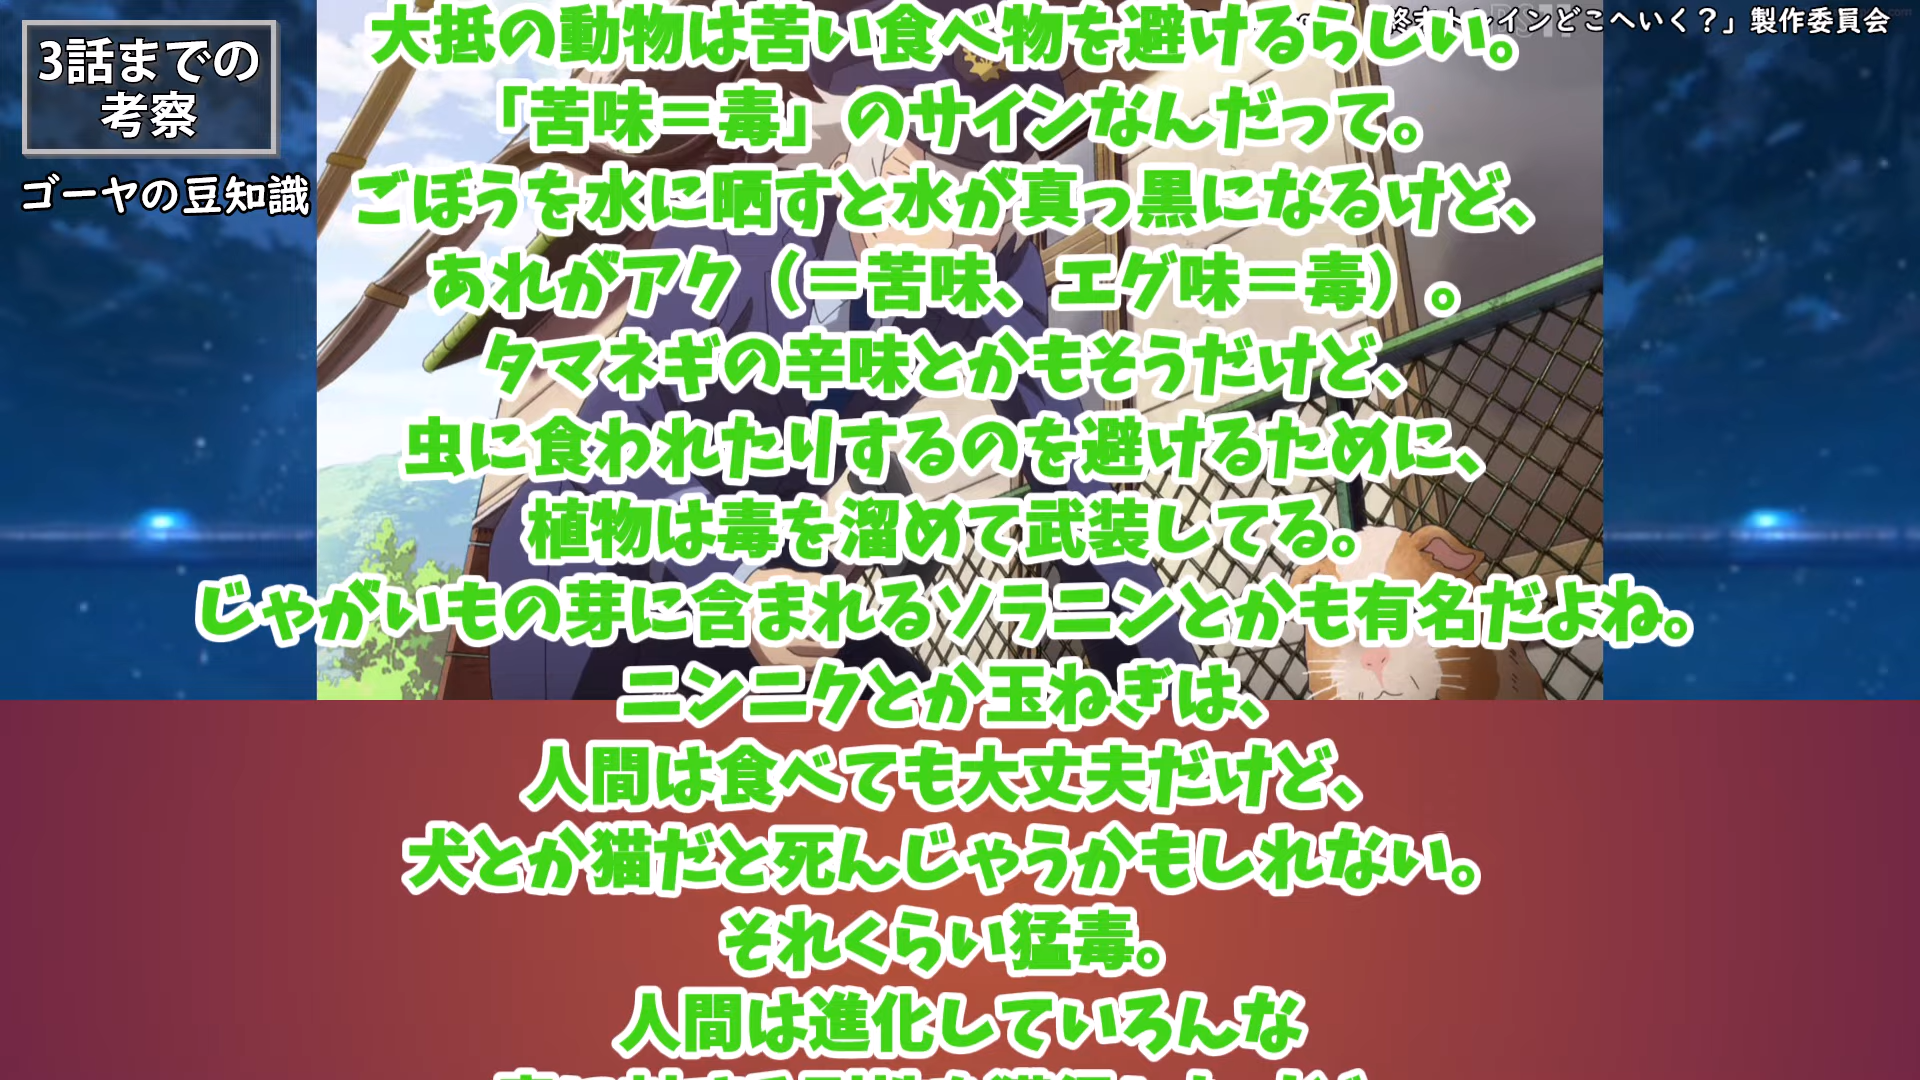 3話までの
考察
ゴーヤの豆知識
トレインどこへいく？」製作委員会
大抵の動物は苦い食べ物を避けるらしい。
「苦味＝毒」のサインなんだって。
ごぼうを水に晒すと水が真っ黒になるけど、
あれがアク（＝苦味、エグ味＝毒）。
タマネギの辛味とかもそうだけど、
虫に食われたりするのを避けるために、
植物は毒を溜めて武装してる。
じゃがいもの芽に含まれるソラニンとかも有名だよね。
ニンニクとか玉ねぎは、
人間は食べても大丈夫だけど、
犬とか猫だと死んじゃうかもしれない。
それくらい猛毒。
人間は進化していろんな